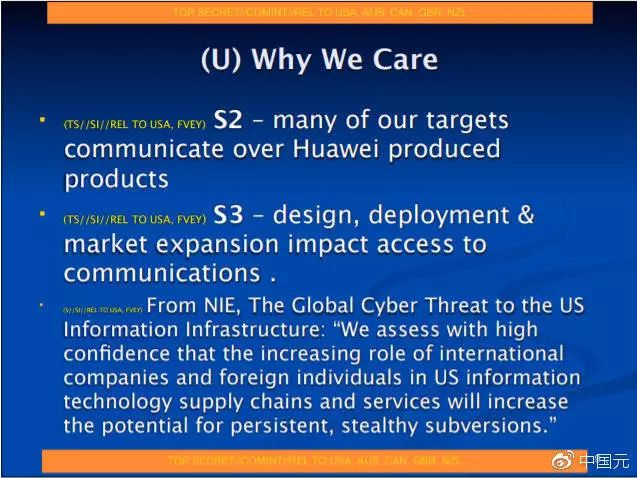 TOP SECRET//COMINT//REL TO USA, AUS, CAN, GBR, NZL
(U) Why We Care
(TS//SI//REL TO USA, FVEY) S2 – many of our targets
communicate over Huawei produced
products
(TS//SI//REL TO USA, FVEY) S3 – design, deployment &
market expansion impact access to
communications .
(S//SI//REL TO USA, FVEY) From NIE, The Global Cyber Threat to the US
Information Infrastructure: “We assess with high
confidence that the increasing role of international
companies and foreign individuals in US information
technology supply chains and services will increase
the potential for persistent, stealthy subversions.”
TOP SECRET//COMINT//REL TO USA, AUS, CAN, GBR, NZL
中国元